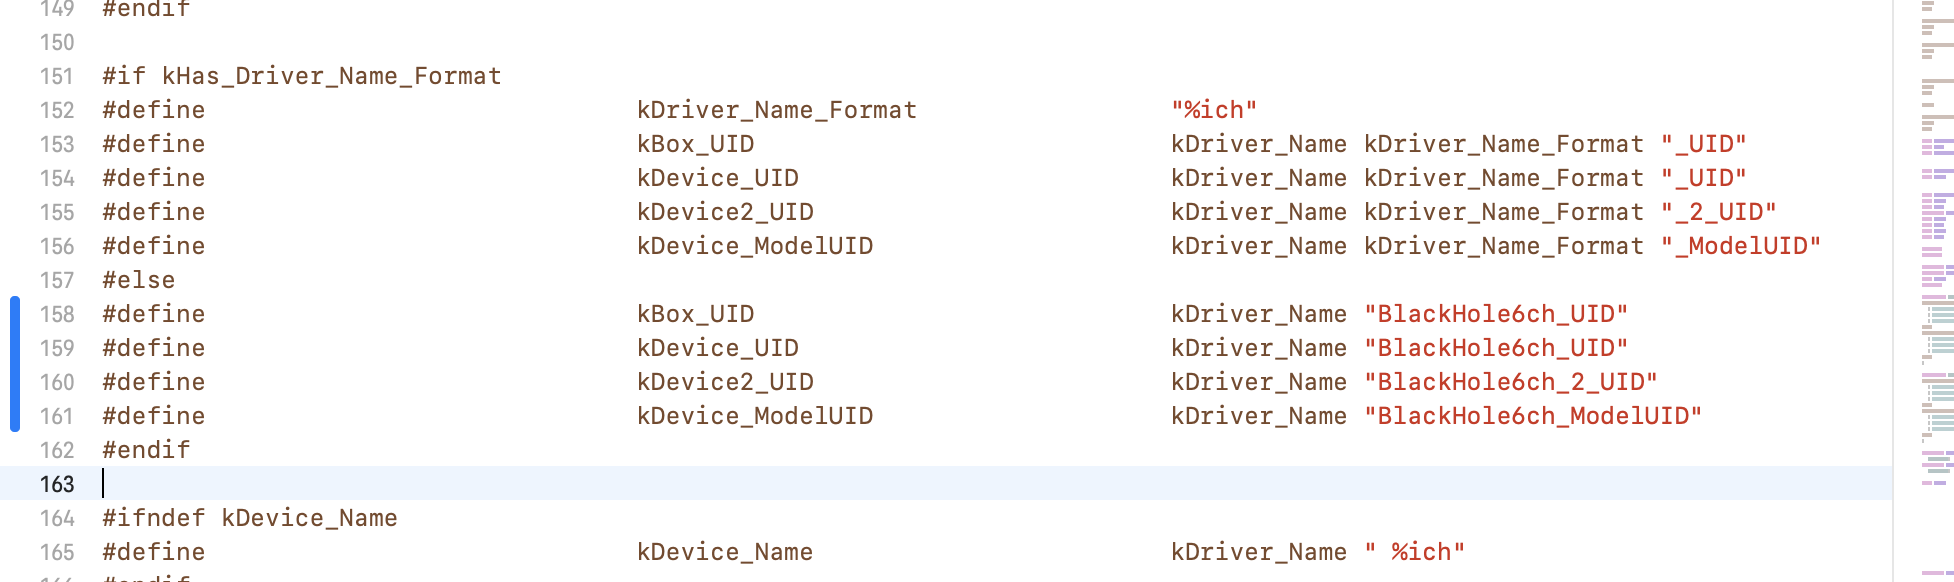 149 #endif
150
151 #if kHas_Driver_Name_Format
152 #define kDriver_Name_Format "%ich"
153 #define kBox_UID kDriver_Name kDriver_Name_Format "_UID"
154 #define kDevice_UID kDriver_Name kDriver_Name_Format "_UID"
155 #define kDevice2_UID kDriver_Name kDriver_Name_Format "_2_UID"
156 #define kDevice_ModelUID kDriver_Name kDriver_Name_Format "_ModelUID"
157 #else
158 #define kBox_UID kDriver_Name "BlackHole6ch_UID"
159 #define kDevice_UID kDriver_Name "BlackHole6ch_UID"
160 #define kDevice2_UID kDriver_Name "BlackHole6ch_2_UID"
161 #define kDevice_ModelUID kDriver_Name "BlackHole6ch_ModelUID"
162 #endif
163
164 #ifndef kDevice_Name
165 #define kDevice_Name kDriver_Name " %ich"
166 #endif